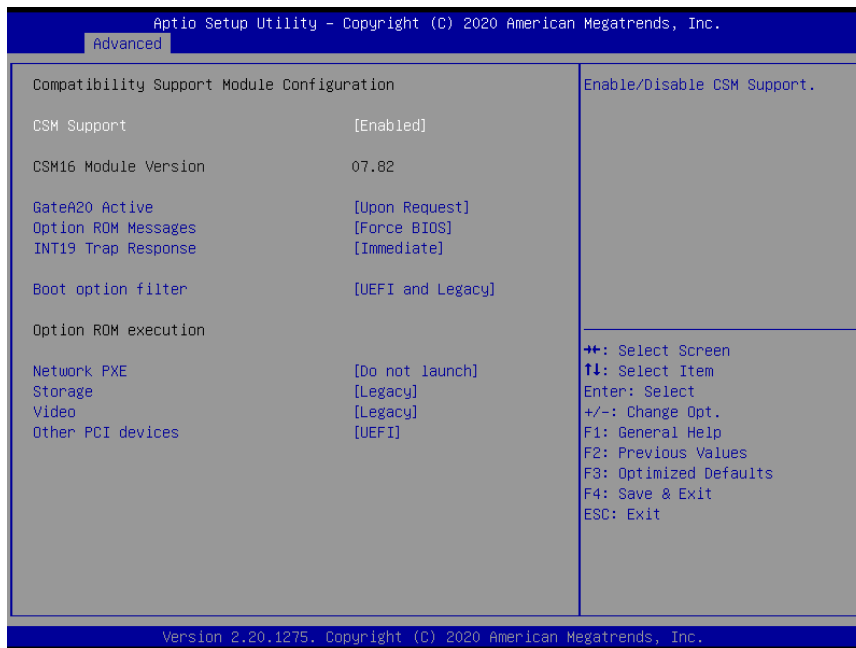 Aptio Setup Utility – Copyright (C) 2020 American Megatrends, Inc.
Advanced
Compatibility Support Module Configuration
CSM Support [Enabled]
CSM16 Module Version 07.82
GateA20 Active [Upon Request]
Option ROM Messages [Force BIOS]
INT19 Trap Response [Immediate]
Boot option filter [UEFI and Legacy]
Option ROM execution
Network PXE [Do not launch]
Storage [Legacy]
Video [Legacy]
Other PCI devices [UEFI]
Enable/Disable CSM Support.
→←: Select Screen
↑↓: Select Item
Enter: Select
+/-: Change Opt.
F1: General Help
F2: Previous Values
F3: Optimized Defaults
F4: Save & Exit
ESC: Exit
Version 2.20.1275. Copyright (C) 2020 American Megatrends, Inc.